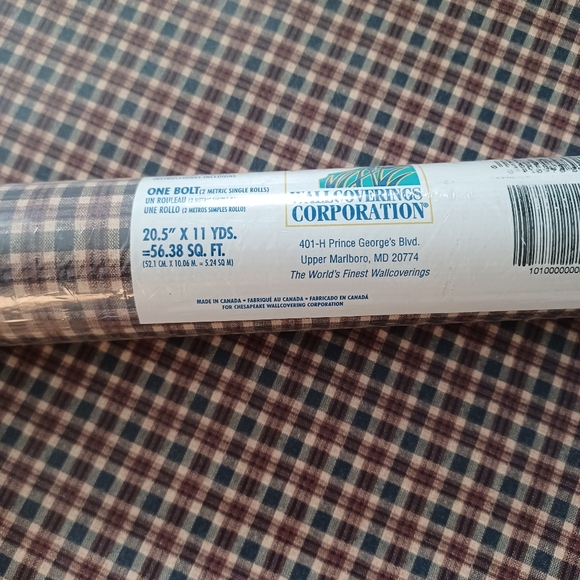 ONE BOLT (2 METRIC SINGLE ROLLS)
UN ROULEAU
UNE ROLLO (2 METROS SIMPLES ROLLO)
20.5" X 11 YDS.
=56.38 SQ. FT.
(52.1 CM. X 10.06 M. = 5.24 SQ M)
WALLCOVERINGS
CORPORATION®
401-H Prince George's Blvd.
Upper Marlboro, MD 20774
The World's Finest Wallcoverings
MADE IN CANADA • FABRIQUÉ AU CANADA • FABRICADO EN CANADÁ
FOR CHESAPEAKE WALLCOVERING CORPORATION